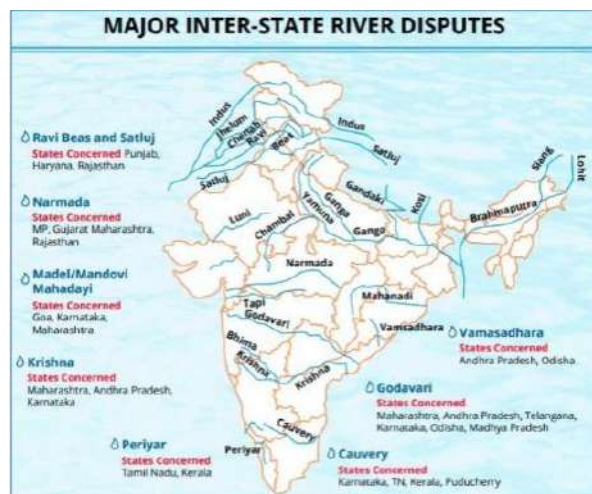 MAJOR INTER-STATE RIVER DISPUTES
Ravi Beas and Satluj
States Concerned Punjab,
Haryana, Rajasthan
Narmada
States Concerned
MP, Gujarat Maharashtra,
Rajasthan
Madel/Mandovi
Mahadayi
States Concerned
Goa, Karnataka,
Maharashtra
Krishna
States Concerned
Maharashtra, Andhra Pradesh,
Karnataka
Periyar
States Concerned
Tamil Nadu, Kerala
Vamasadhara
States Concerned
Andhra Pradesh, Odisha
Godavari
States Concerned
Maharashtra, Andhra Pradesh, Telangana,
Karnataka, Odisha, Madhya Pradesh
Cauvery
States Concerned
Karnataka, TN, Kerala, Puducherry
Indus
Jhelum
Chenab
Ravi
Beas
Indus
Satluj
Satluj
Luni
Chambal
Yamuna
Ganga
Gandaki
Kosi
Ganga
Siang
Lohit
Brahmaputra
Narmada
Tapi
Godavari
Mahanadi
Vamsadhara
Bhima
Krishna
Krishna
Cauvery
Periyar